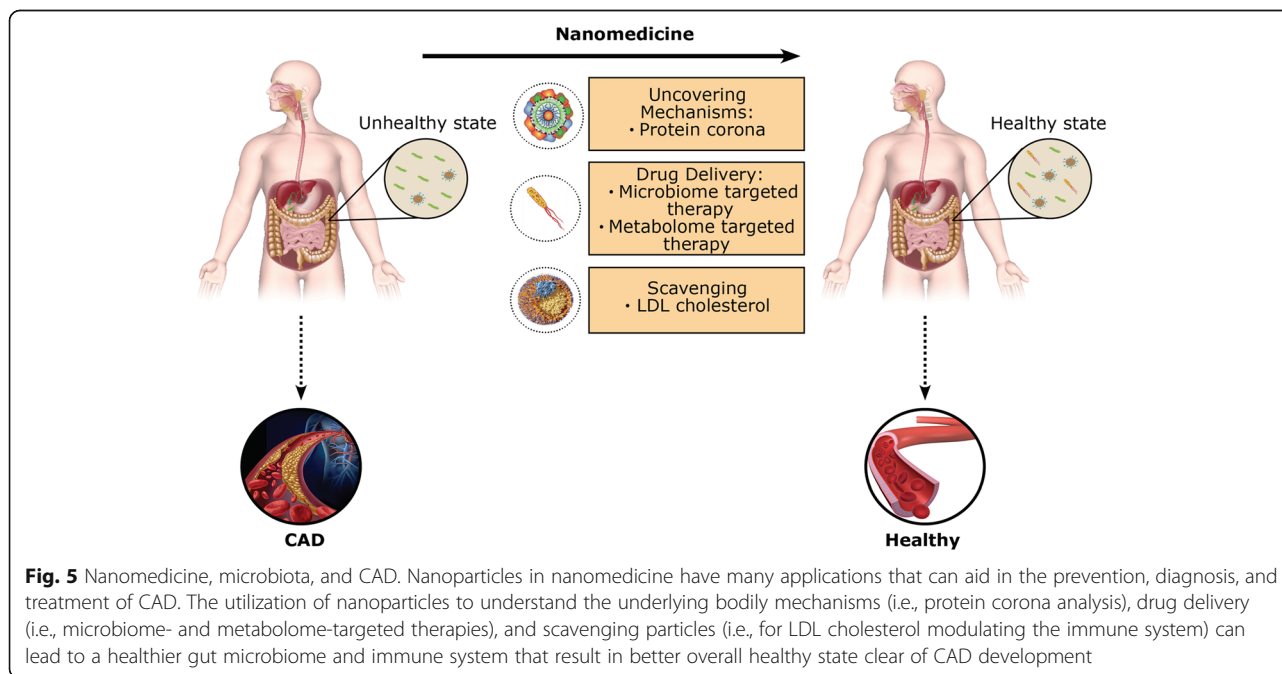 Nanomedicine
Unhealthy state
Uncovering
Mechanisms:
• Protein corona
Drug Delivery:
• Microbiome targeted
therapy
• Metabolome targeted
therapy
Scavenging
• LDL cholesterol
Healthy state
CAD
Healthy
Fig. 5 Nanomedicine, microbiota, and CAD. Nanoparticles in nanomedicine have many applications that can aid in the prevention, diagnosis, and
treatment of CAD. The utilization of nanoparticles to understand the underlying bodily mechanisms (i.e., protein corona analysis), drug delivery
(i.e., microbiome- and metabolome-targeted therapies), and scavenging particles (i.e., for LDL cholesterol modulating the immune system) can
lead to a healthier gut microbiome and immune system that result in better overall healthy state clear of CAD development